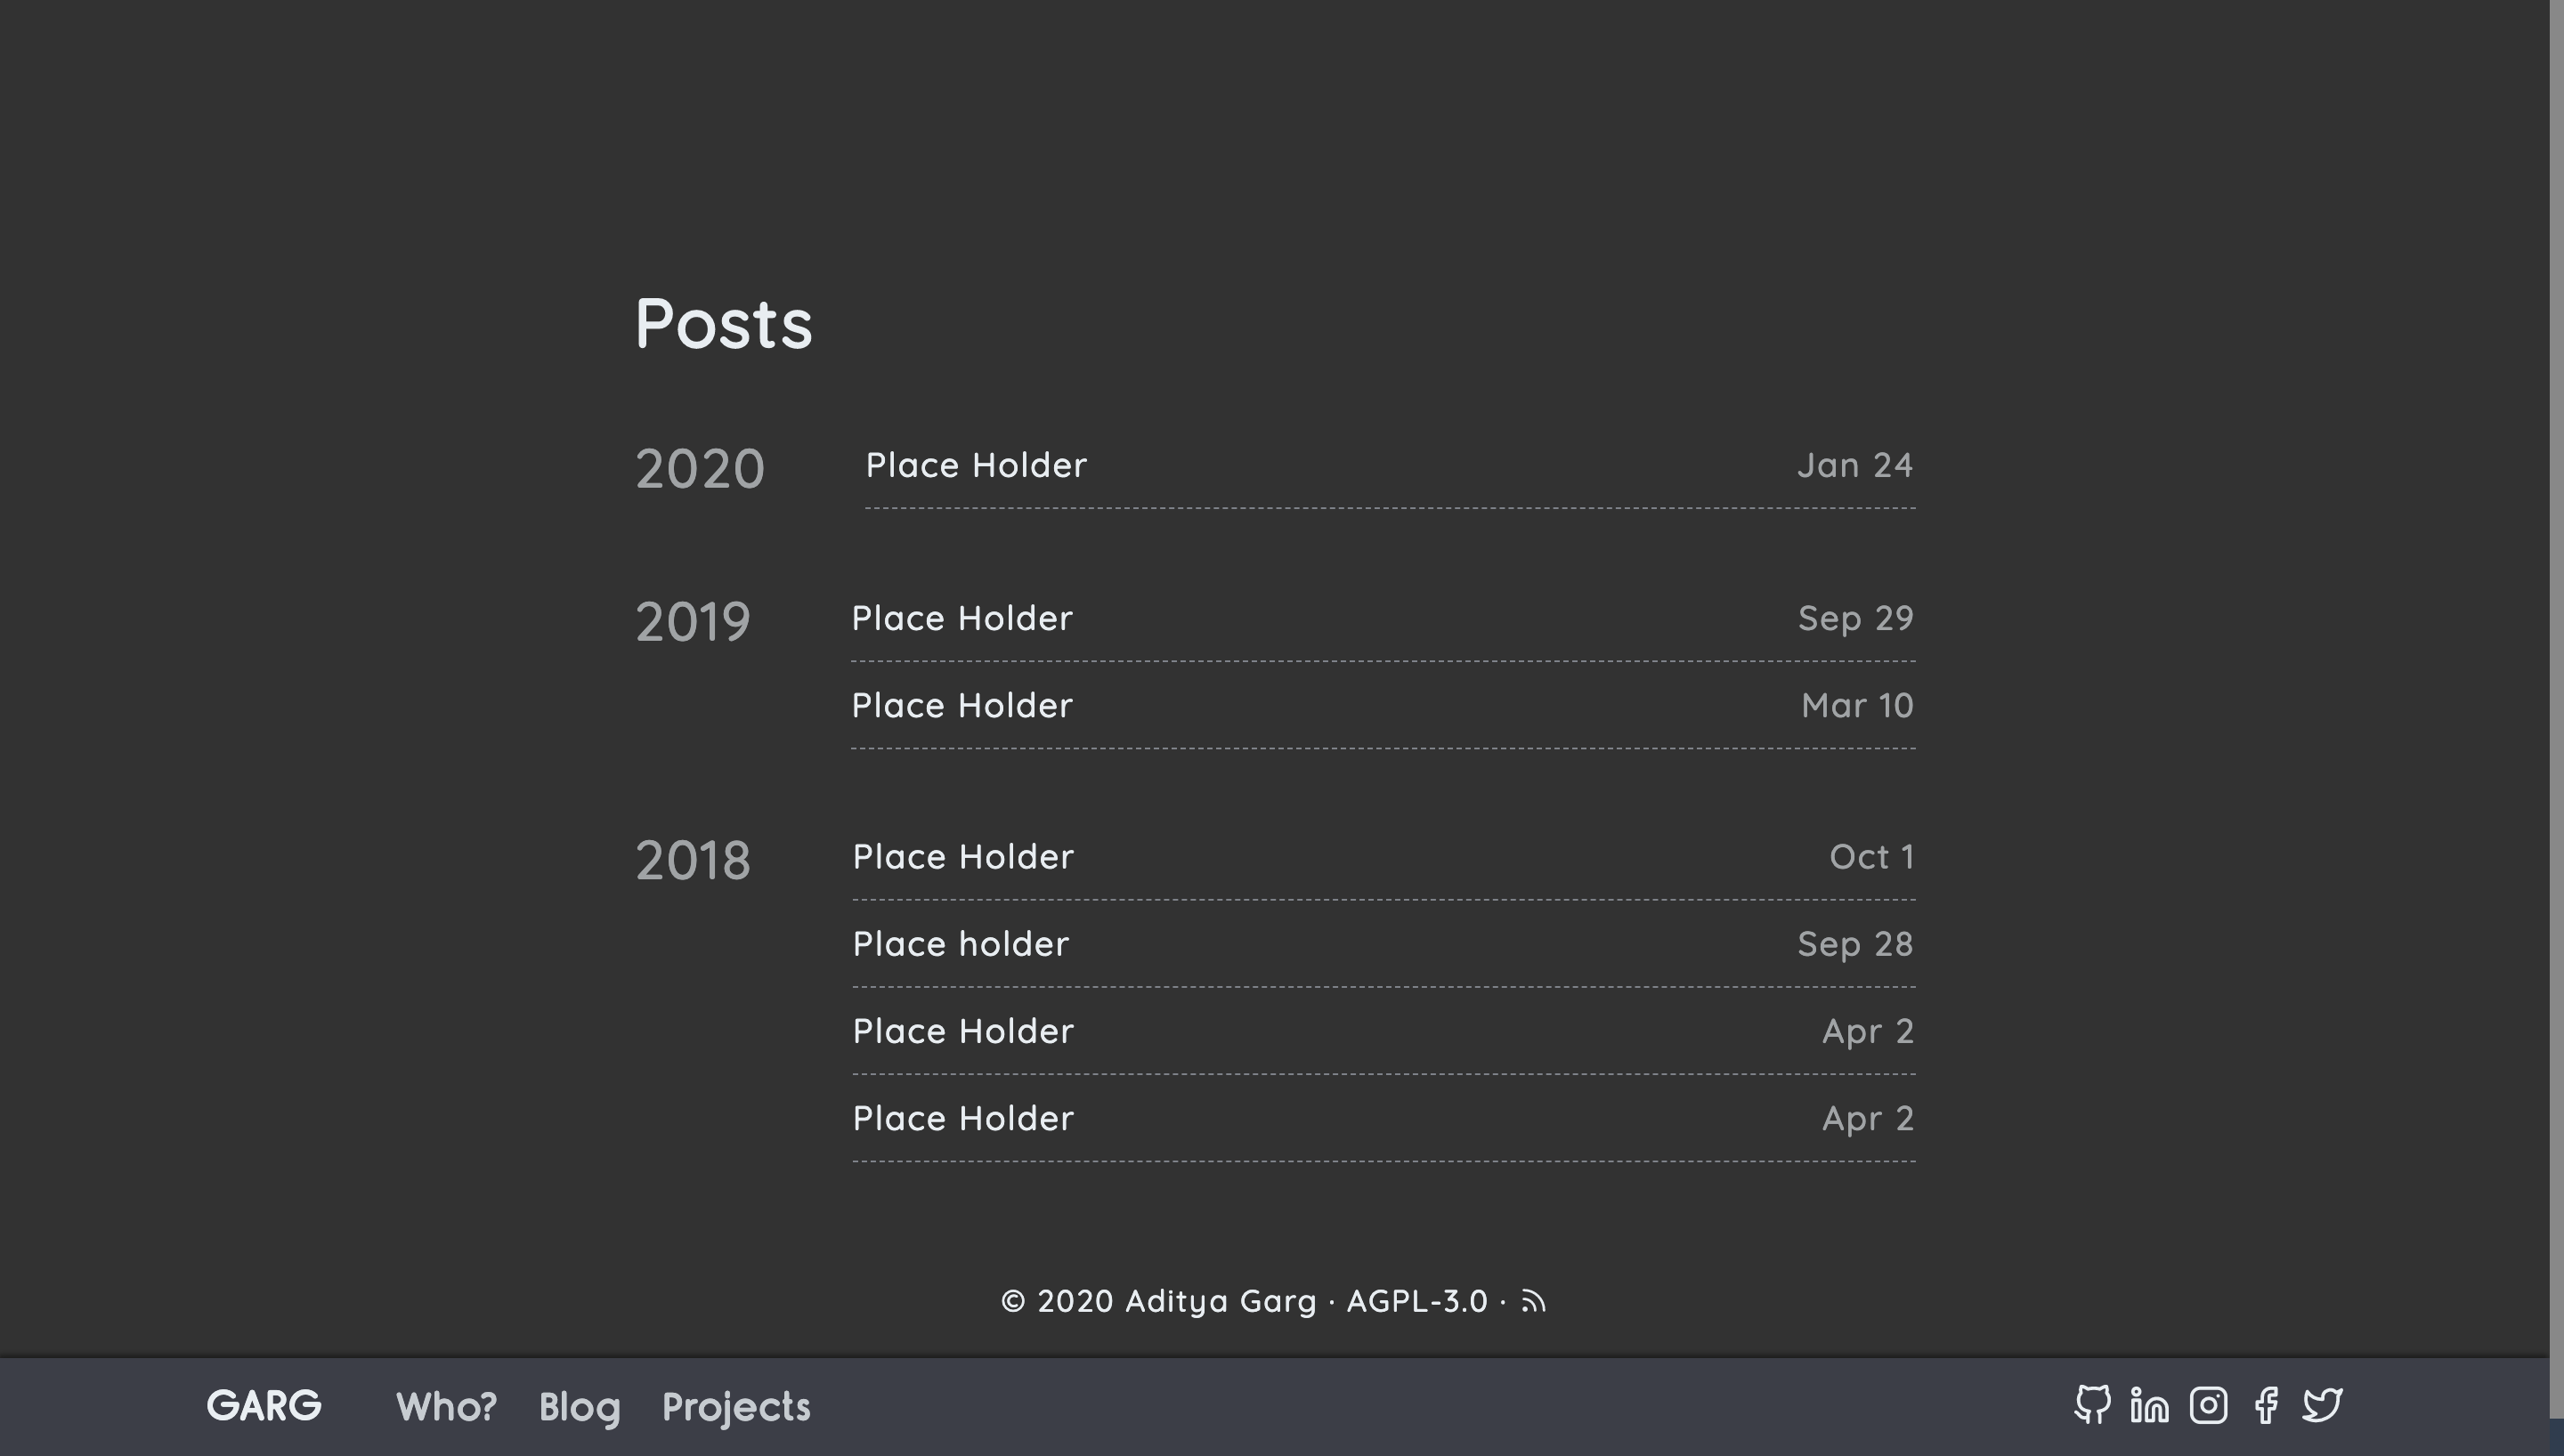 Posts
2020 Place Holder Jan 24
2019 Place Holder Sep 29
Place Holder Mar 10
2018 Place Holder Oct 1
Place holder Sep 28
Place Holder Apr 2
Place Holder Apr 2
© 2020 Aditya Garg · AGPL-3.0 ·
GARG Who? Blog Projects